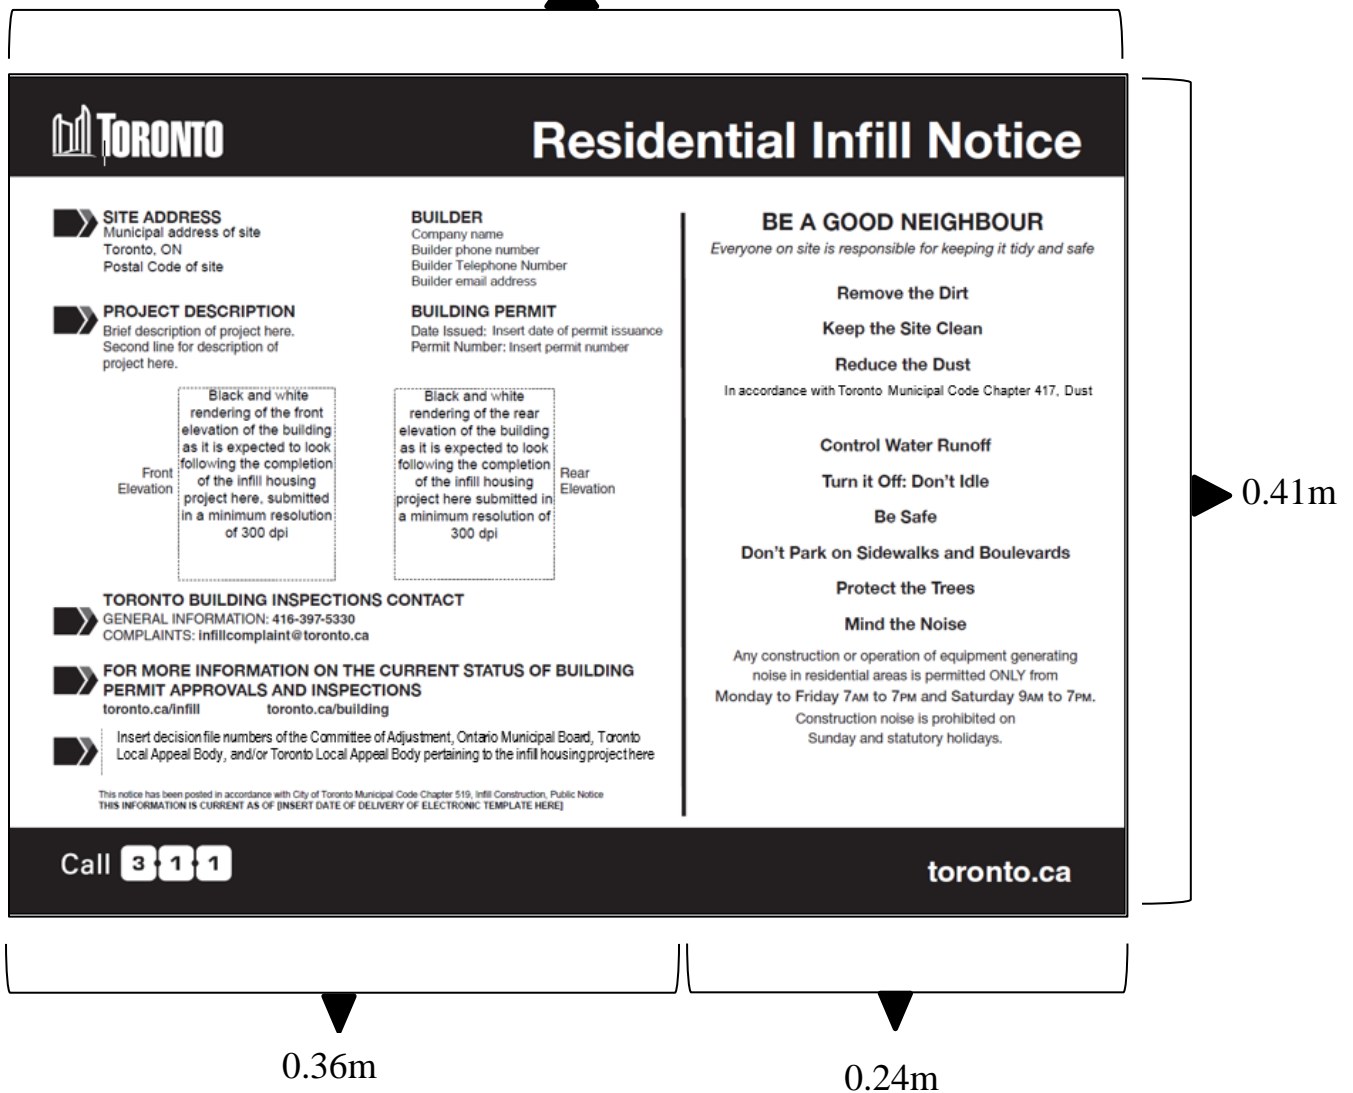 TORONTO
Residential Infill Notice
SITE ADDRESS
Municipal address of site
Toronto, ON
Postal Code of site
BUILDER
Company name
Builder phone number
Builder Telephone Number
Builder email address
PROJECT DESCRIPTION
Brief description of project here.
Second line for description of
project here.
BUILDING PERMIT
Date Issued: Insert date of permit issuance
Permit Number: Insert permit number
Front
Elevation
Black and white
rendering of the front
elevation of the building
as it is expected to look
following the completion
of the infill housing
project here, submitted
in a minimum resolution
of 300 dpi
Black and white
rendering of the rear
elevation of the building
as it is expected to look
following the completion
of the infill housing
project here submitted in
a minimum resolution of
300 dpi
Rear
Elevation
TORONTO BUILDING INSPECTIONS CONTACT
GENERAL INFORMATION: 416-397-5330
COMPLAINTS: infillcomplaint@toronto.ca
FOR MORE INFORMATION ON THE CURRENT STATUS OF BUILDING
PERMIT APPROVALS AND INSPECTIONS
toronto.ca/infill toronto.ca/building
Insert decision file numbers of the Committee of Adjustment, Ontario Municipal Board, Toronto
Local Appeal Body, and/or Toronto Local Appeal Body pertaining to the infill housing project here
This notice has been posted in accordance with City of Toronto Municipal Code Chapter 519, Infill Construction, Public Notice
THIS INFORMATION IS CURRENT AS OF [INSERT DATE OF DELIVERY OF ELECTRONIC TEMPLATE HERE]
BE A GOOD NEIGHBOUR
Everyone on site is responsible for keeping it tidy and safe
Remove the Dirt
Keep the Site Clean
Reduce the Dust
In accordance with Toronto Municipal Code Chapter 417, Dust
Control Water Runoff
Turn it Off: Don't Idle
Be Safe
Don't Park on Sidewalks and Boulevards
Protect the Trees
Mind the Noise
Any construction or operation of equipment generating
noise in residential areas is permitted ONLY from
Monday to Friday 7AM to 7PM and Saturday 9AM to 7PM.
Construction noise is prohibited on
Sunday and statutory holidays.
Call 3 1 1
toronto.ca
0.41m
0.36m
0.24m